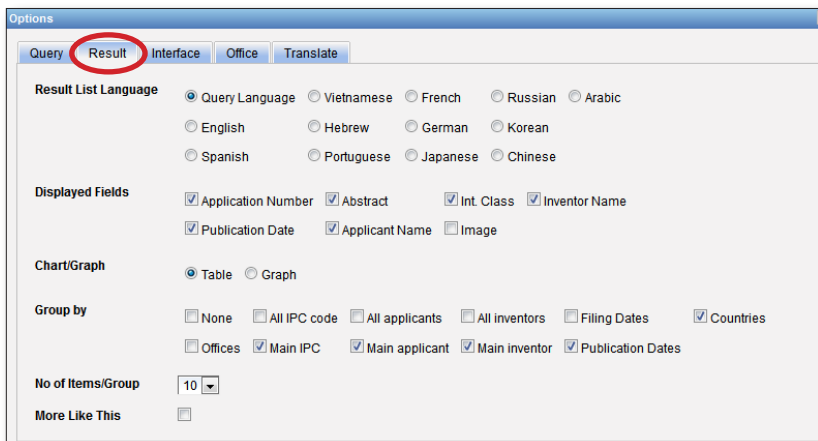 Options
Query Result Interface Office Translate
Result List Language Query Language Vietnamese French Russian Arabic
English Hebrew German Korean
Spanish Portuguese Japanese Chinese
Displayed Fields Application Number Abstract Int. Class Inventor Name
Publication Date Applicant Name Image
Chart/Graph Table Graph
Group by None All IPC code All applicants All inventors Filing Dates Countries
Offices Main IPC Main applicant Main inventor Publication Dates
No of Items/Group 10
More Like This